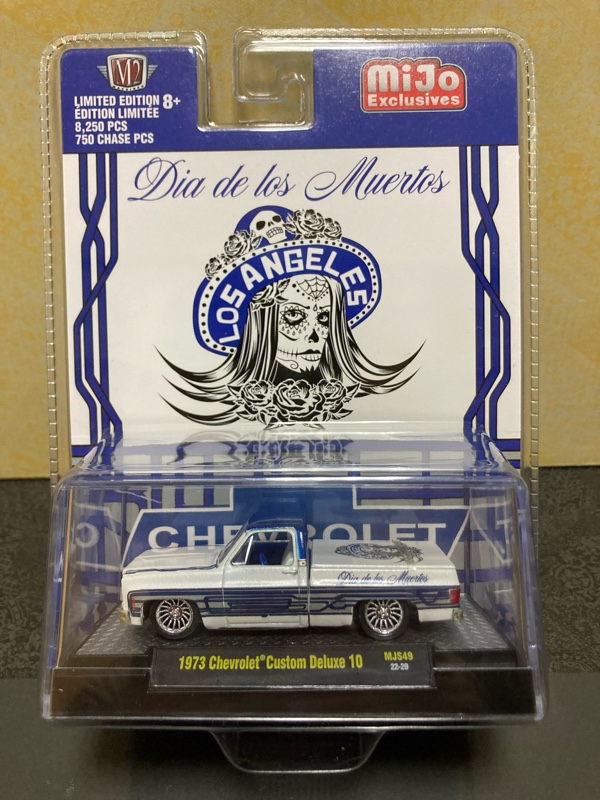 M2
MACHINES
LIMITED EDITION 8+
ÉDITION LIMITÉE
8,250 PCS
750 CHASE PCS
MiJo
Exclusives
Dia de los Muertos
LOS ANGELES
CHEVROLET
Dia de los Muertos
1973 Chevrolet® Custom Deluxe 10
MJS49
22-29